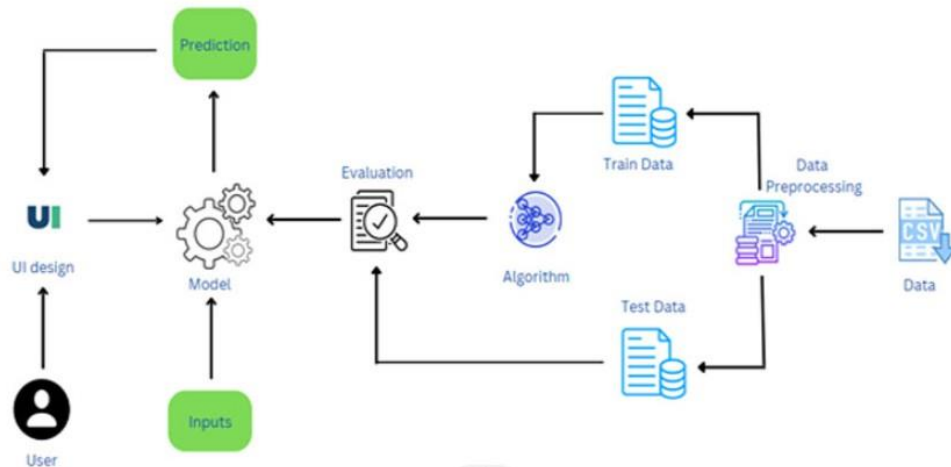 Prediction
Train Data
Data
Preprocessing
Evaluation
UI
UI design
Model
Algorithm
CSV
Data
Test Data
Inputs
User